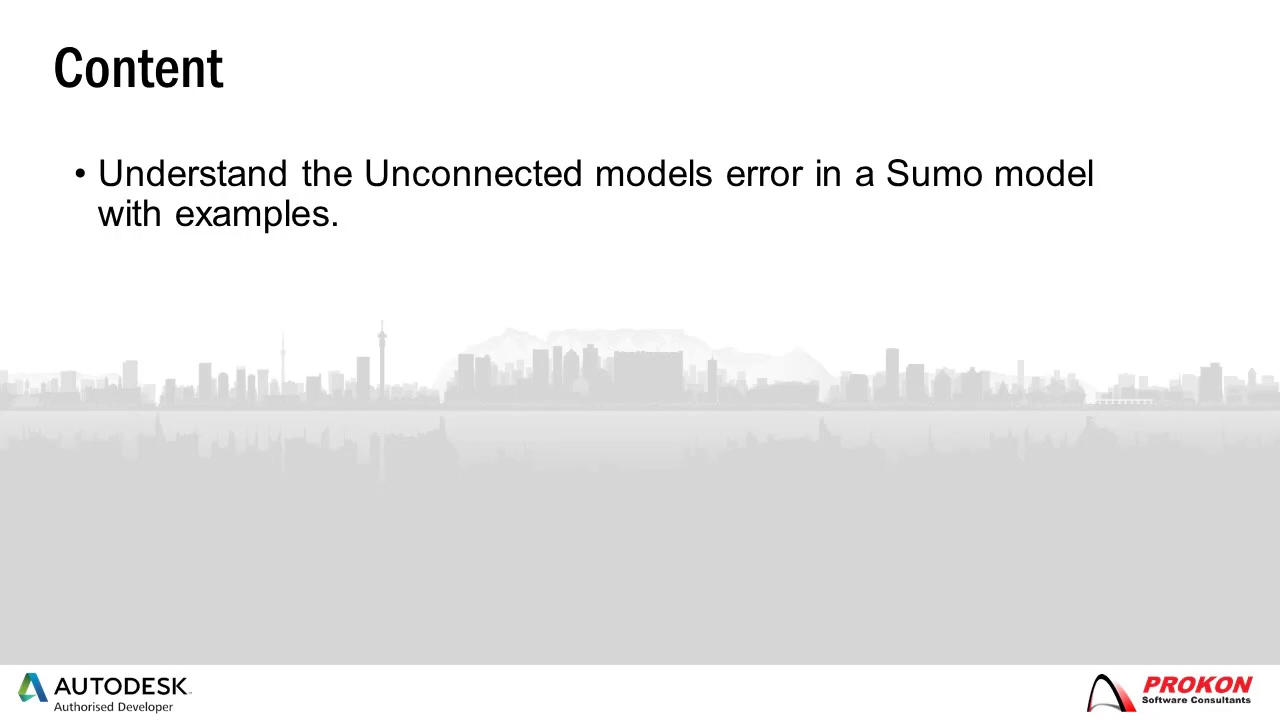 Content
• Understand the Unconnected models error in a Sumo model
with examples.
AUTODESK
Authorised Developer
PROKON
Software Consultants